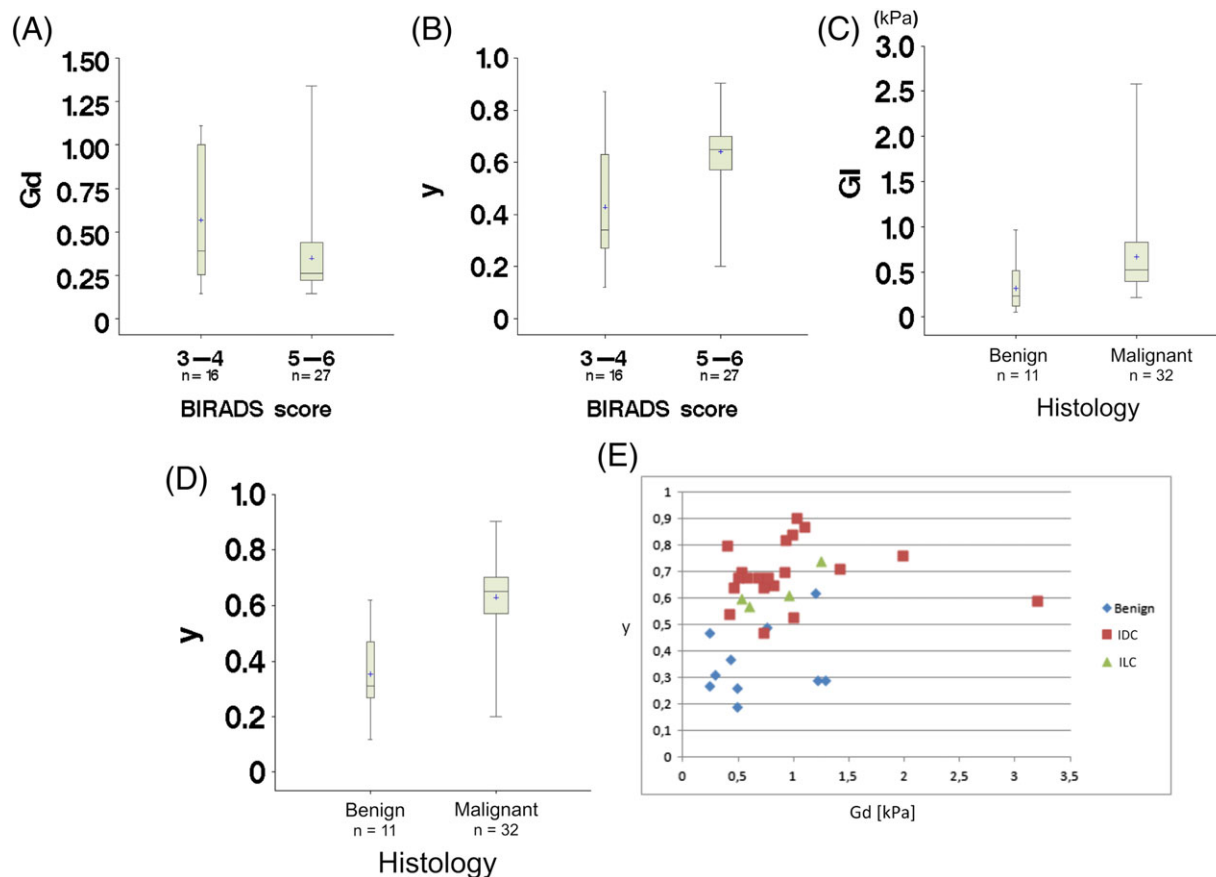 (A)
1.50
1.25
1.00
0.75
0.50
0.25
0
Gd
3–4
5–6
n= 16
n= 27
BIRADS score
(B)
1.0
0.8
0.6
0.4
0.2
0
y
3–4
5–6
n= 16
n= 27
BIRADS score
(C)
(kPa)
3.0
2.5
2.0
1.5
1.0
0.5
0
Gl
Benign
Malignant
n = 11
n = 32
Histology
(D)
1.0
0.8
0.6
0.4
0.2
0
y
Benign
Malignant
n = 11
n = 32
Histology
(E)
1
0,9
0,8
0,7
0,6
0,5
0,4
0,3
0,2
0,1
0
y
0 0,5 1 1,5 2 2,5 3 3,5
Gd [kPa]
Benign
IDC
ILC